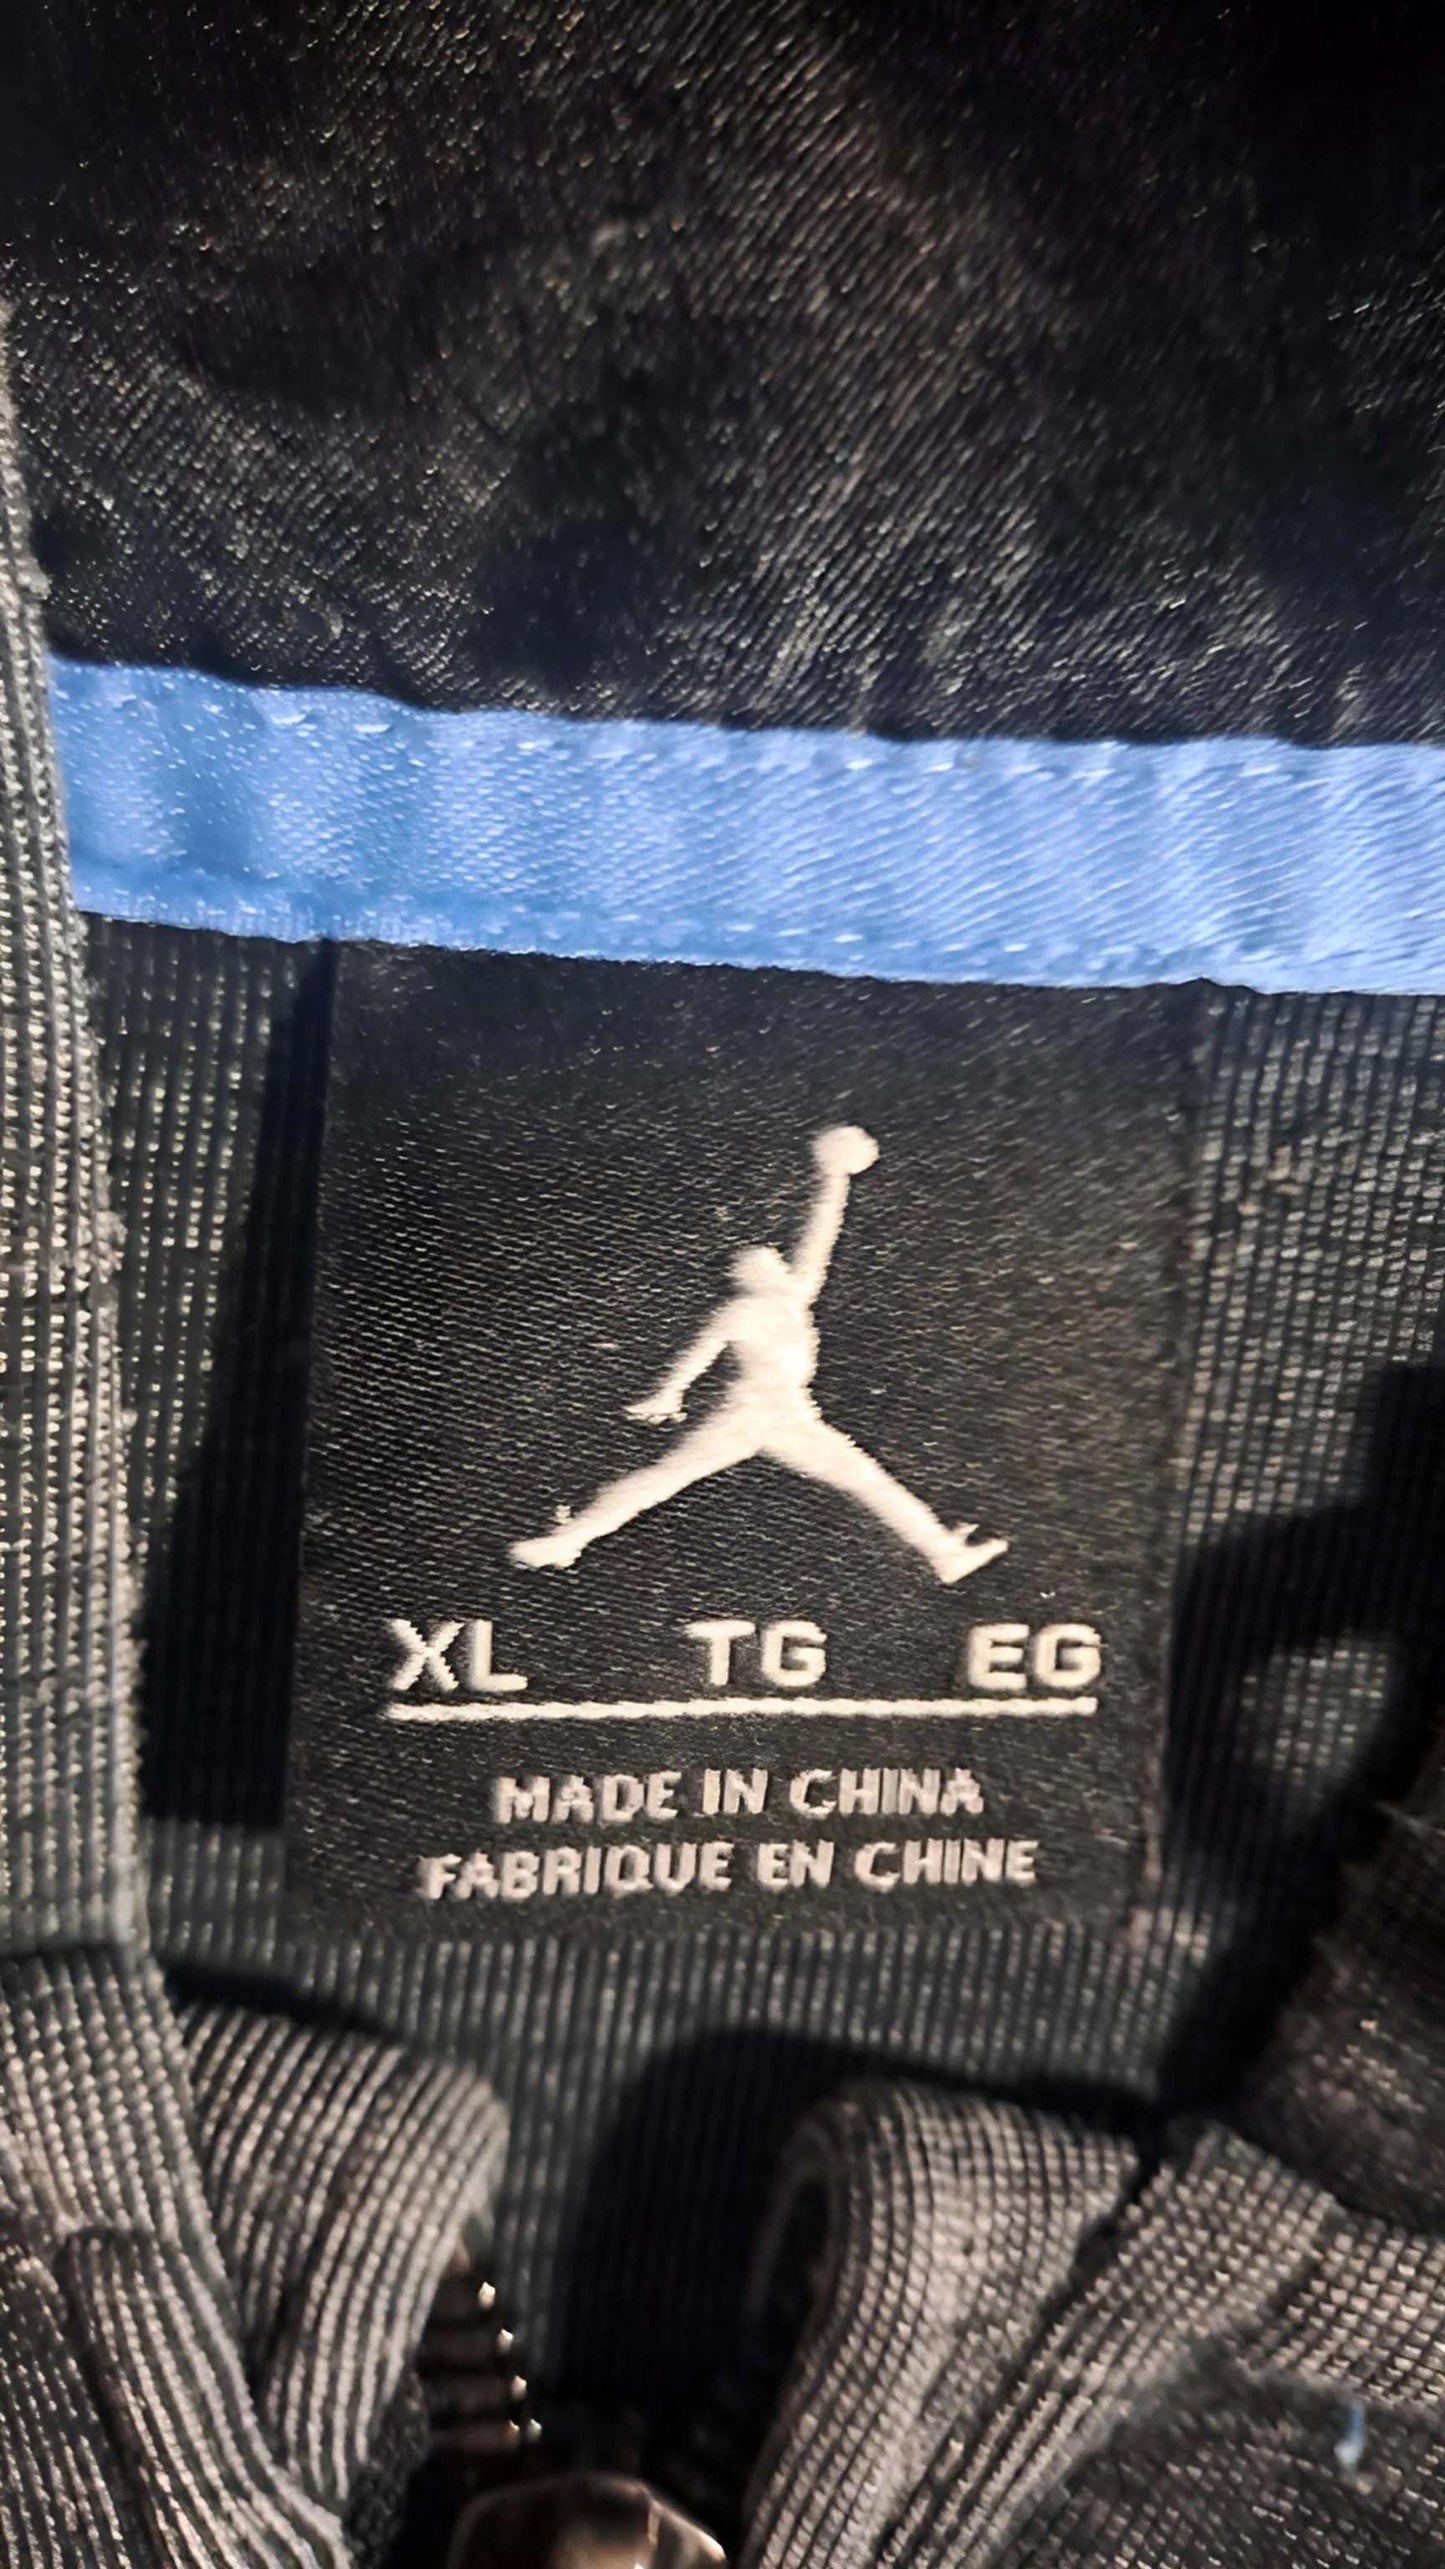 XL TG EG
MADE IN CHINA
FABRIQUE EN CHINE